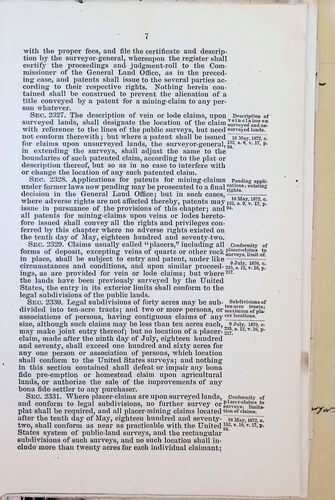 7
with the proper fees, and file the certificate and descrip-
tion by the surveyor-general, whereupon the register shall
certify the proceedings and judgment-roll to the Com-
missioner of the General Land Office, as in the preced-
ing case, and patents shall issue to the several parties
according to their respective rights. Nothing herein con-
tained shall be construed to prevent the alienation of a
title conveyed by a patent for a mining-claim to any per-
son whatever.
SEC. 2327. The description of vein or lode claims, upon
surveyed lands, shall designate the location of the claim
with reference to the lines of the public surveys, but need
not conform therewith; but where a patent shall be issued
for claims upon unsurveyed lands, the surveyor-general,
in extending the surveys, shall adjust the same to the
boundaries of such patented claim, according to the plat or
description thereof, but so as in no case to interfere with
or change the location of any such patented claim.
Description of
vein claims on
surveyed and un-
surveyed lands.
10 May, 1872, c.
152, s. 8, v. 17, p.
94.
SEC. 2328. Applications for patents for mining-claims
under former laws now pending may be prosecuted to a final
decision in the General Land Office; but in such cases,
where adverse rights are not affected thereby, patents may
issue in pursuance of the provisions of this chapter; and
all patents for mining-claims upon veins or lodes hereto-
fore issued shall convey all the rights and privileges con-
ferred by this chapter where no adverse rights existed on
the tenth day of May, eighteen hundred and seventy-two.
Pending appli-
cations; existing
rights.
10 May, 1872, c.
152, s. 9, v. 17, p.
94.
SEC. 2329. Claims usually called "placers," including all
forms of deposit, excepting veins of quartz or other rock
in place, shall be subject to entry and patent, under like
circumstances and conditions, and upon similar proceed-
ings, as are provided for vein or lode claims; but where
the lands have been previously surveyed by the United
States, the entry in its exterior limits shall conform to the
legal subdivisions of the public lands.
Conformity of
placer-claims to
surveys, limit of.
9 July, 1870, c.
235, s. 12, v. 16, p.
217.
SEC. 2330. Legal subdivisions of forty acres may be sub-
divided into ten-acre tracts; and two or more persons, or
associations of persons, having contiguous claims of any
size, although such claims may be less than ten acres each,
may make joint entry thereof; but no location of a placer-
claim, made after the ninth day of July, eighteen hundred
and seventy, shall exceed one hundred and sixty acres for
any one person or association of persons, which location
shall conform to the United States surveys; and nothing
in this section contained shall defeat or impair any bona
fide pre-emption or homestead claim upon agricultural
lands, or authorize the sale of the improvements of any
bona fide settler to any purchaser.
Subdivisions of
ten-acre tracts;
maximum of pla-
cer locations.
9 July, 1870, c.
235, s. 12, v. 16, p.
217.
SEC. 2331. Where placer-claims are upon surveyed lands,
and conform to legal subdivisions, no further survey or
plat shall be required, and all placer-mining claims located
after the tenth day of May, eighteen hundred and seventy-
two, shall conform as near as practicable with the United
States system of public-land surveys, and the rectangular
subdivisions of such surveys, and no such location shall in-
clude more than twenty acres for each individual claimant;
Conformity of
placer-claims to
surveys limita-
tion of claims.
10 May, 1872, c.
152, s. 10, v. 17, p.
94.